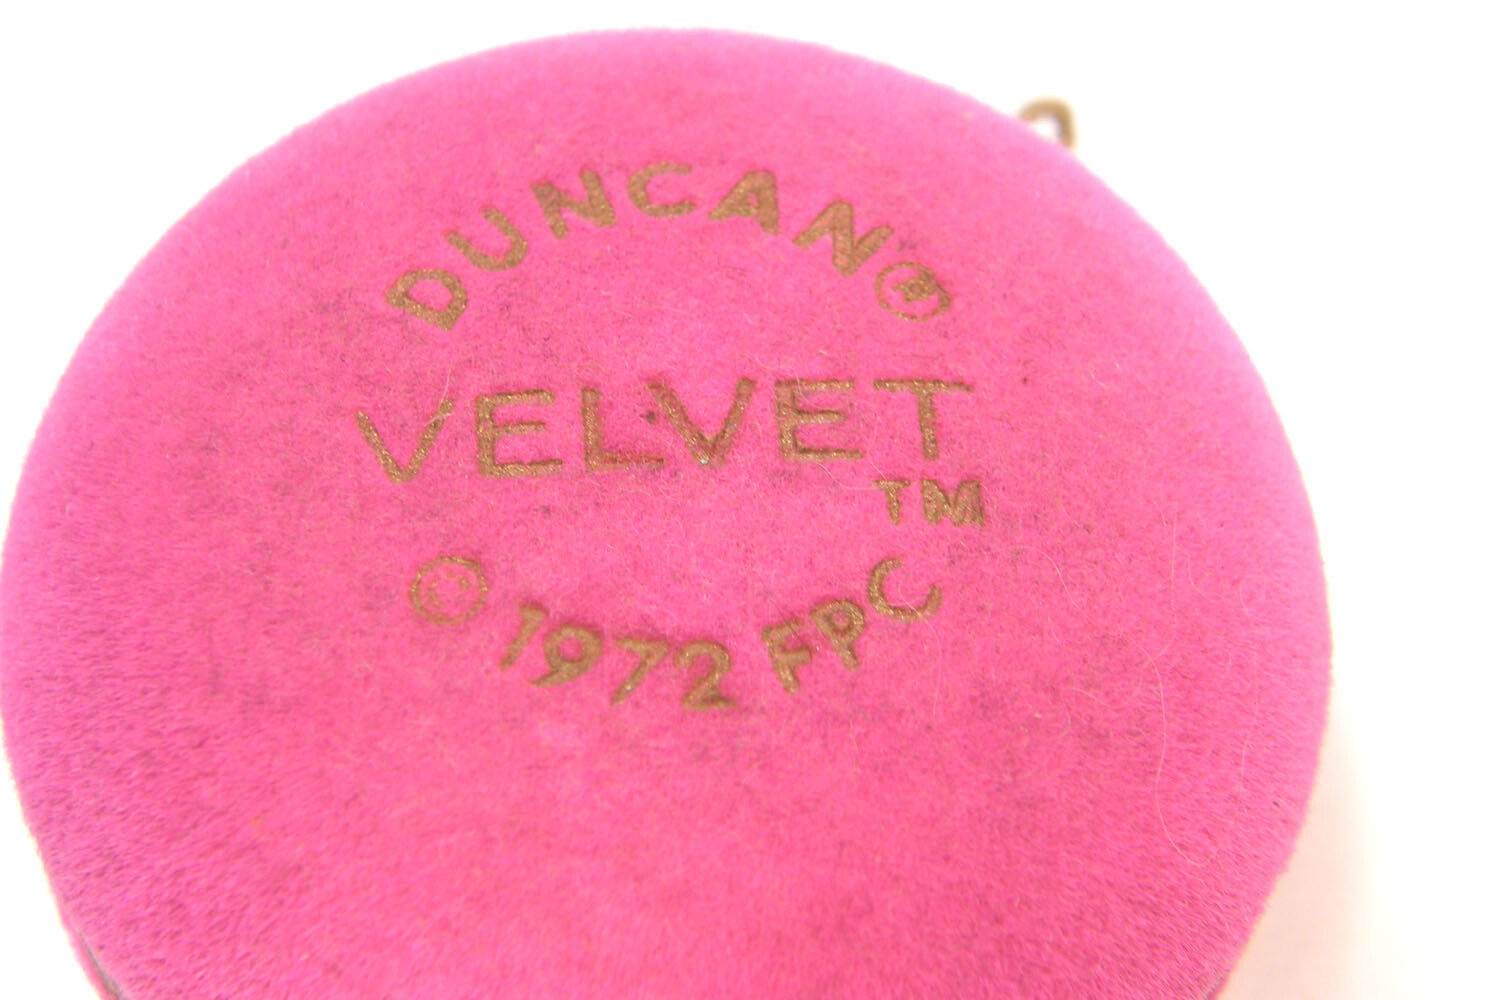 DUNCAN®
VELVET
TM
© 1972 FPC